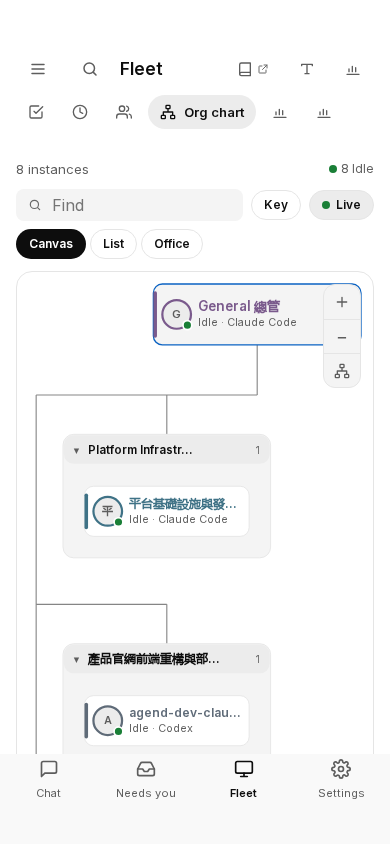 Fleet
Org chart
8 instances
8 Idle
Find
Key
Live
Canvas
List
Office
G
General 總管
Idle · Claude Code
Platform Infrastr...
1
平
平台基礎設施與發...
Idle · Claude Code
產品官網前端重構與部...
1
A
agend-dev-clau...
Idle · Codex
Chat
Needs you
Fleet
Settings